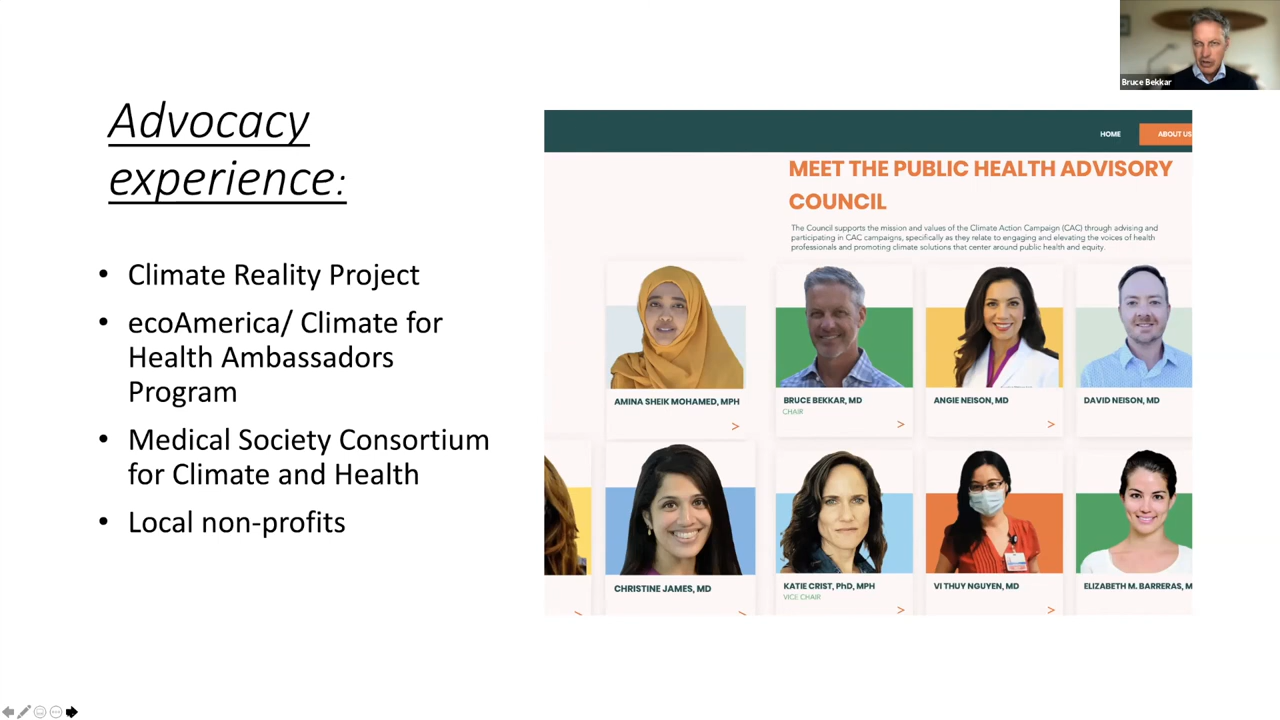 Bruce Bekkar
Advocacy
experience:
• Climate Reality Project
• ecoAmerica/ Climate for
Health Ambassadors
Program
• Medical Society Consortium
for Climate and Health
• Local non-profits
HOME
ABOUT US
MEET THE PUBLIC HEALTH ADVISORY
COUNCIL
The Council supports the mission and values of the Climate Action Campaign (CAC) through advising and
participating in CAC campaigns, specifically as they relate to engaging and elevating the voices of health
professionals and promoting climate solutions that center around public health and equity.
AMINA SHEIK MOHAMED, MPH
>
BRUCE BEKKAR, MD
CHAIR
>
ANGIE NEISON, MD
>
DAVID NEISON, MD
CHRISTINE JAMES, MD
>
KATIE CRIST, PhD, MPH
VICE CHAIR
>
VI THUY NGUYEN, MD
>
ELIZABETH M. BARRERAS, M